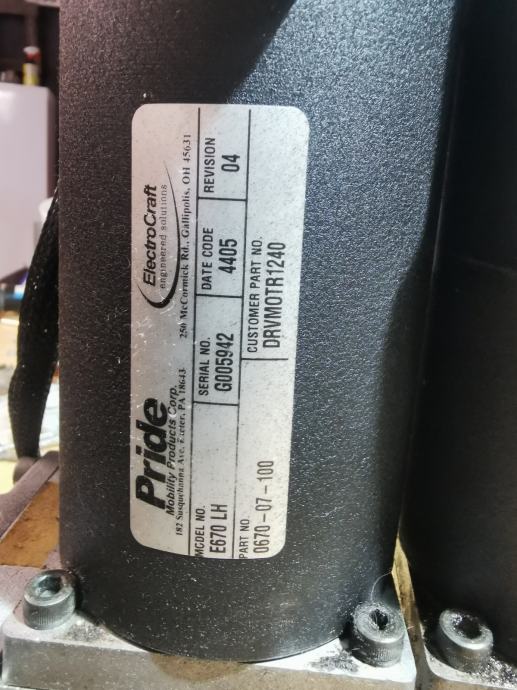 Pride
Mobility Products Corp.
182 Susquehanna Ave, Exeter, PA 18643
ElectroCraft
engineered solutions
250 McCormick Rd., Gallipolis, OH 45631
MODEL NO.
E670 LH
SERIAL NO.
G005942
DATE CODE
4405
REVISION
04
PART NO.
0670-07-100
CUSTOMER PART NO.
DRVMOTR1240